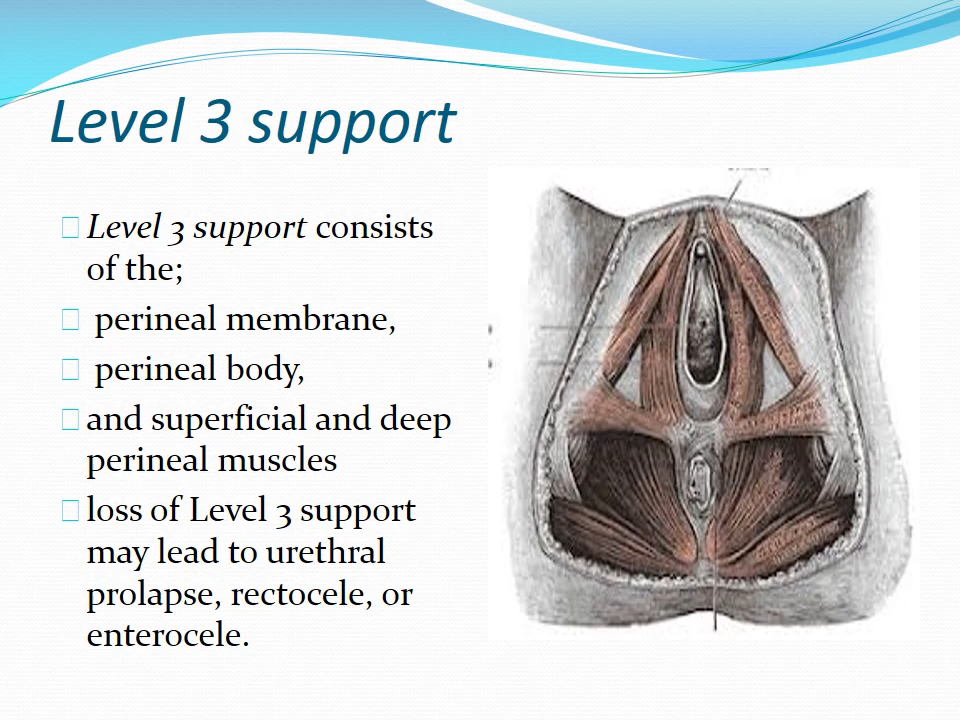 Level 3 support
Level 3 support consists
of the;
perineal membrane,
perineal body,
and superficial and deep
perineal muscles
loss of Level 3 support
may lead to urethral
prolapse, rectocele, or
enterocele.